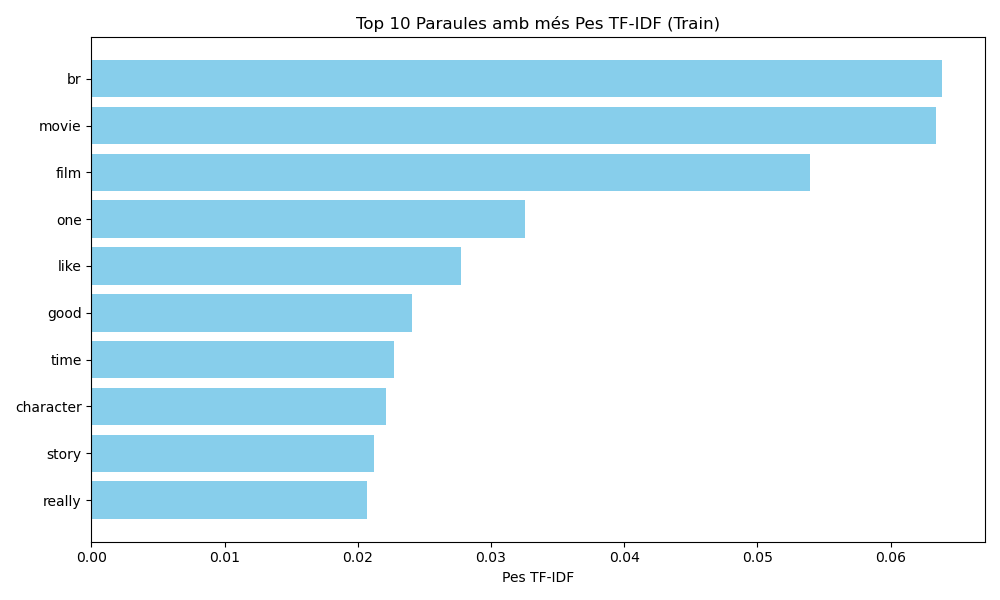 Top 10 Paraules amb més Pes TF-IDF (Train)
br
movie
film
one
like
good
time
character
story
really
0.00 0.01 0.02 0.03 0.04 0.05 0.06
Pes TF-IDF